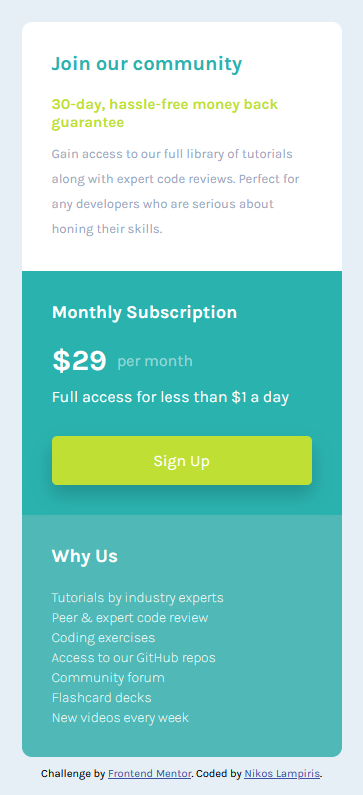 Join our community
30-day, hassle-free money back
guarantee
Gain access to our full library of tutorials
along with expert code reviews. Perfect for
any developers who are serious about
honing their skills.
Monthly Subscription
$29 per month
Full access for less than $1 a day
Sign Up
Why Us
Tutorials by industry experts
Peer & expert code review
Coding exercises
Access to our GitHub repos
Community forum
Flashcard decks
New videos every week
Challenge by Frontend Mentor. Coded by Nikos Lampiris.